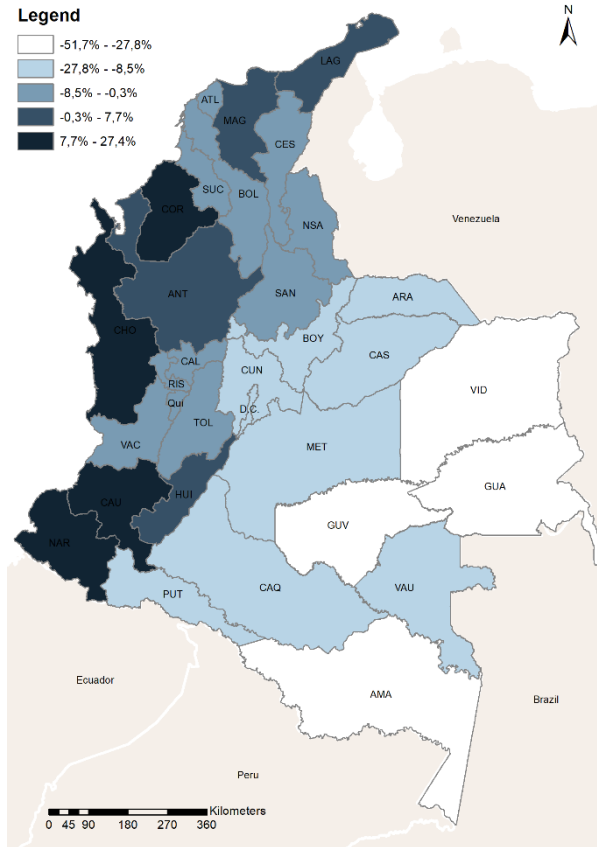 Legend
-51,7% - -27,8%
-27,8% - -8,5%
-8,5% - -0,3%
-0,3% - 7,7%
7,7% - 27,4%
N
LAG
ATL
MAG
CES
SUC
BOL
COR
NSA
Venezuela
ANT
SAN
ARA
CHO
BOY
CAL
CAS
CUN
RIS
VID
Qui
D.C.
TOL
VAC
MET
GUA
HUI
CAU
GUV
NAR
CAQ
VAU
PUT
Ecuador
AMA
Brazil
Peru
Kilometers
0 45 90 180 270 360